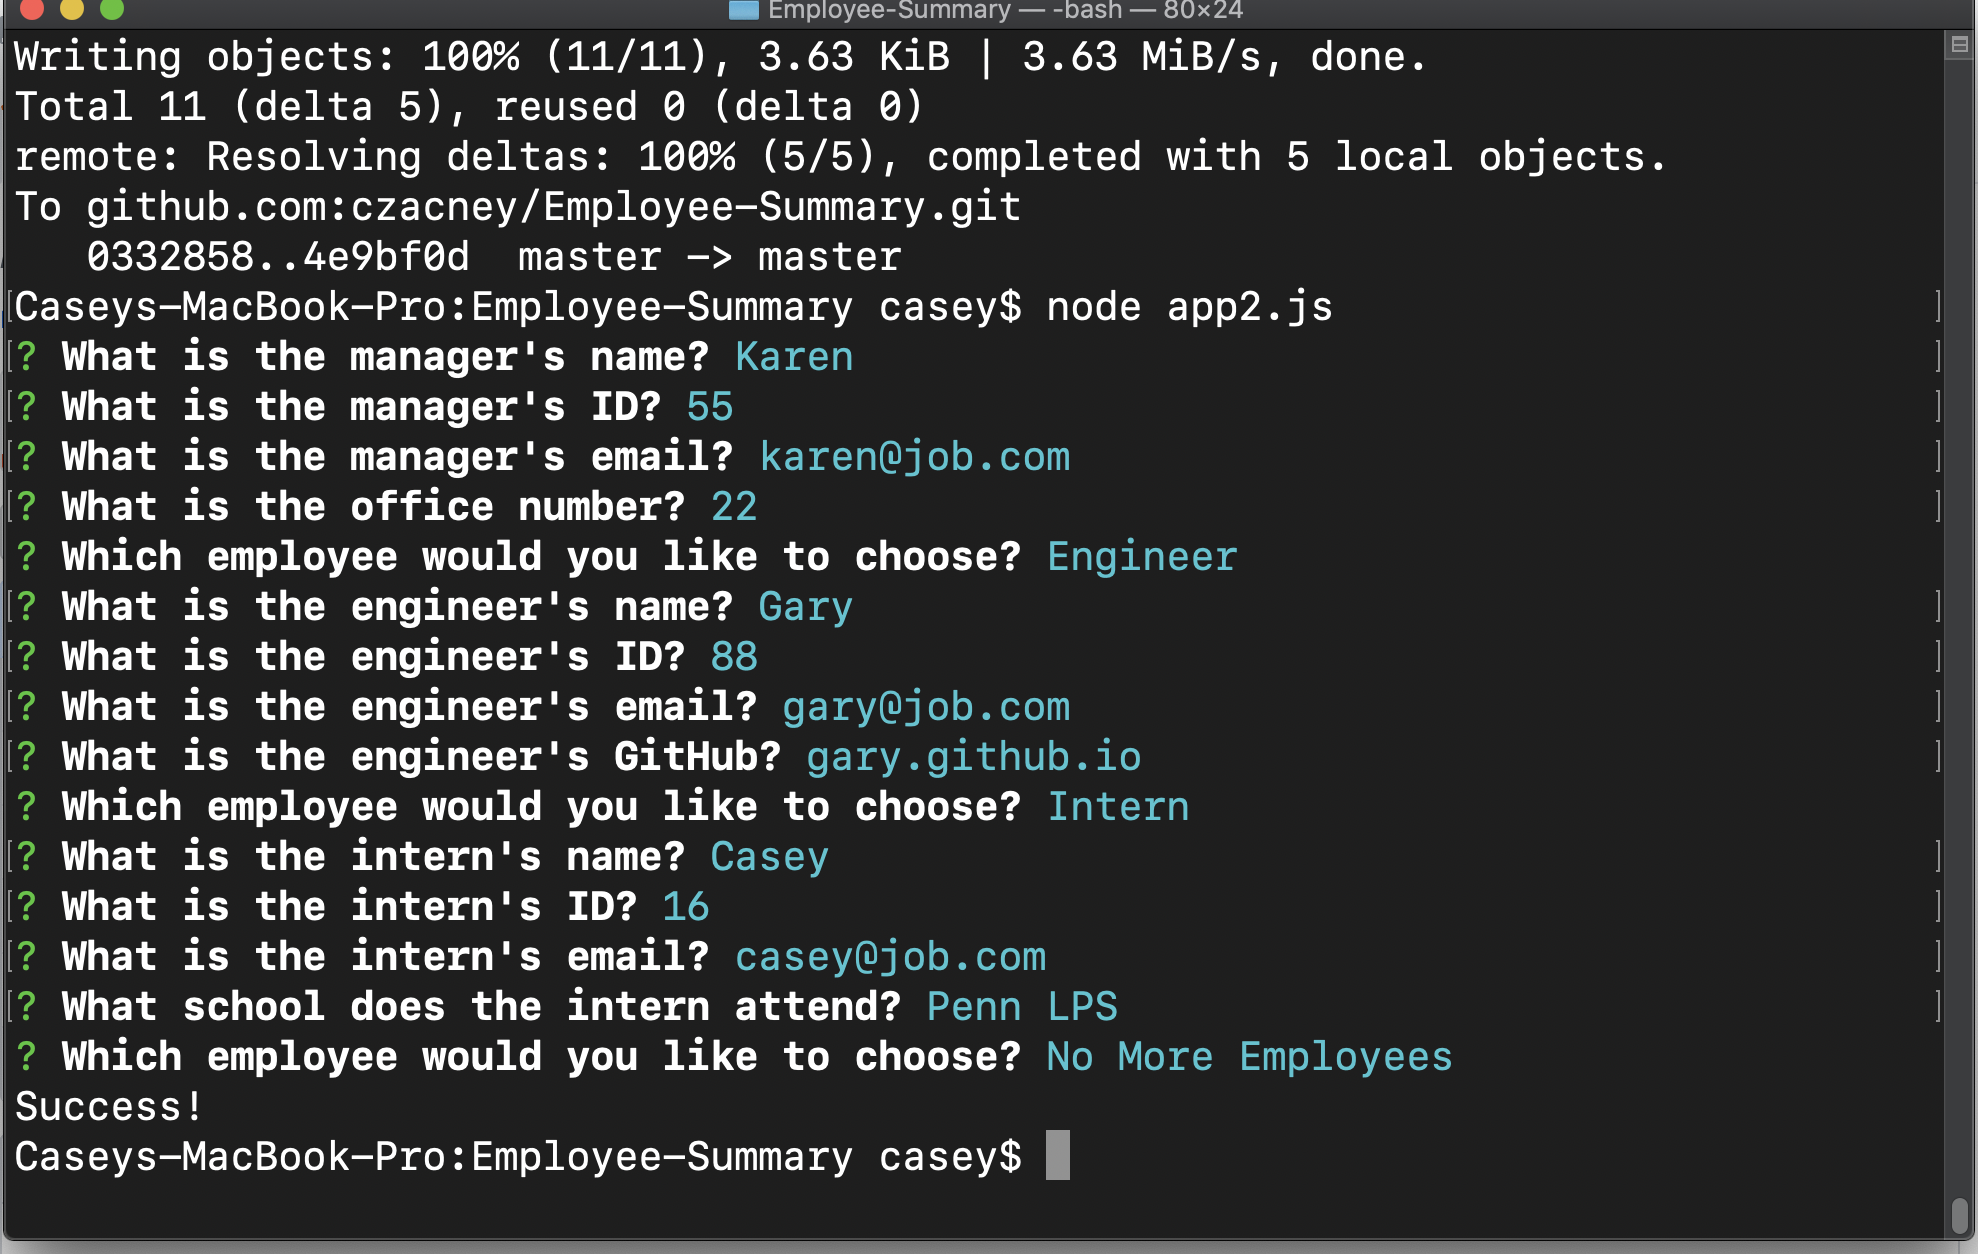 Employee-Summary — -bash — 80×24
Writing objects: 100% (11/11), 3.63 KiB | 3.63 MiB/s, done.
Total 11 (delta 5), reused 0 (delta 0)
remote: Resolving deltas: 100% (5/5), completed with 5 local objects.
To github.com:czacney/Employee-Summary.git
   0332858..4e9bf0d  master -> master
[Caseys-MacBook-Pro:Employee-Summary casey$ node app2.js ]
[? What is the manager's name? Karen ]
[? What is the manager's ID? 55 ]
[? What is the manager's email? karen@job.com ]
[? What is the office number? 22 ]
? Which employee would you like to choose? Engineer
[? What is the engineer's name? Gary ]
[? What is the engineer's ID? 88 ]
[? What is the engineer's email? gary@job.com ]
[? What is the engineer's GitHub? gary.github.io ]
? Which employee would you like to choose? Intern
[? What is the intern's name? Casey ]
[? What is the intern's ID? 16 ]
[? What is the intern's email? casey@job.com ]
[? What school does the intern attend? Penn LPS ]
? Which employee would you like to choose? No More Employees
Success!
Caseys-MacBook-Pro:Employee-Summary casey$